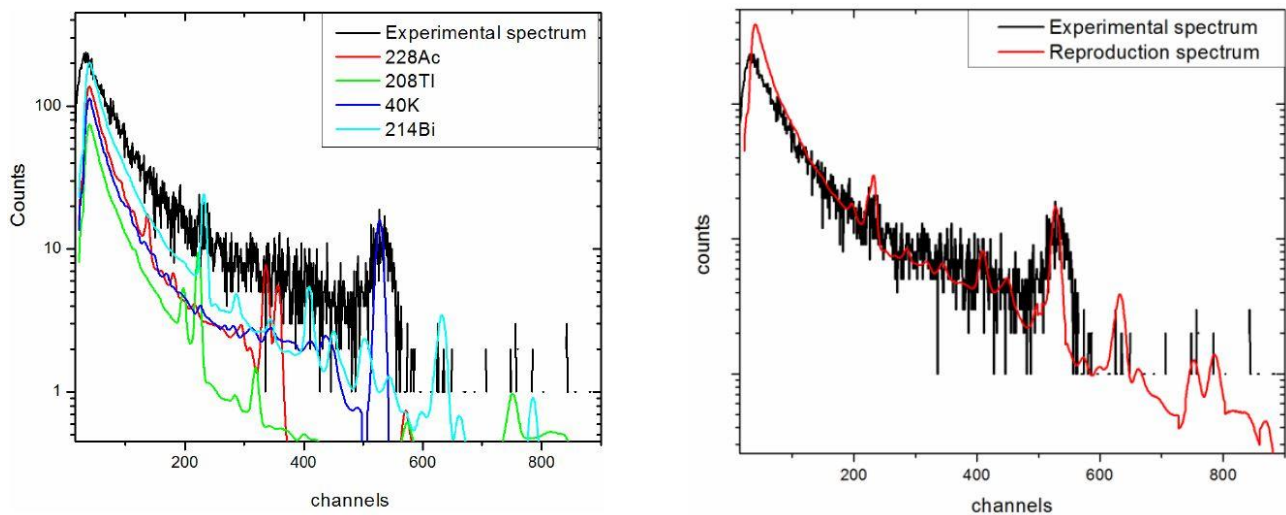 Experimental spectrum
228Ac
208Tl
40K
214Bi
100
10
1
Counts
200
400
600
800
channels
Experimental spectrum
Reproduction spectrum
counts
200
400
600
800
channels